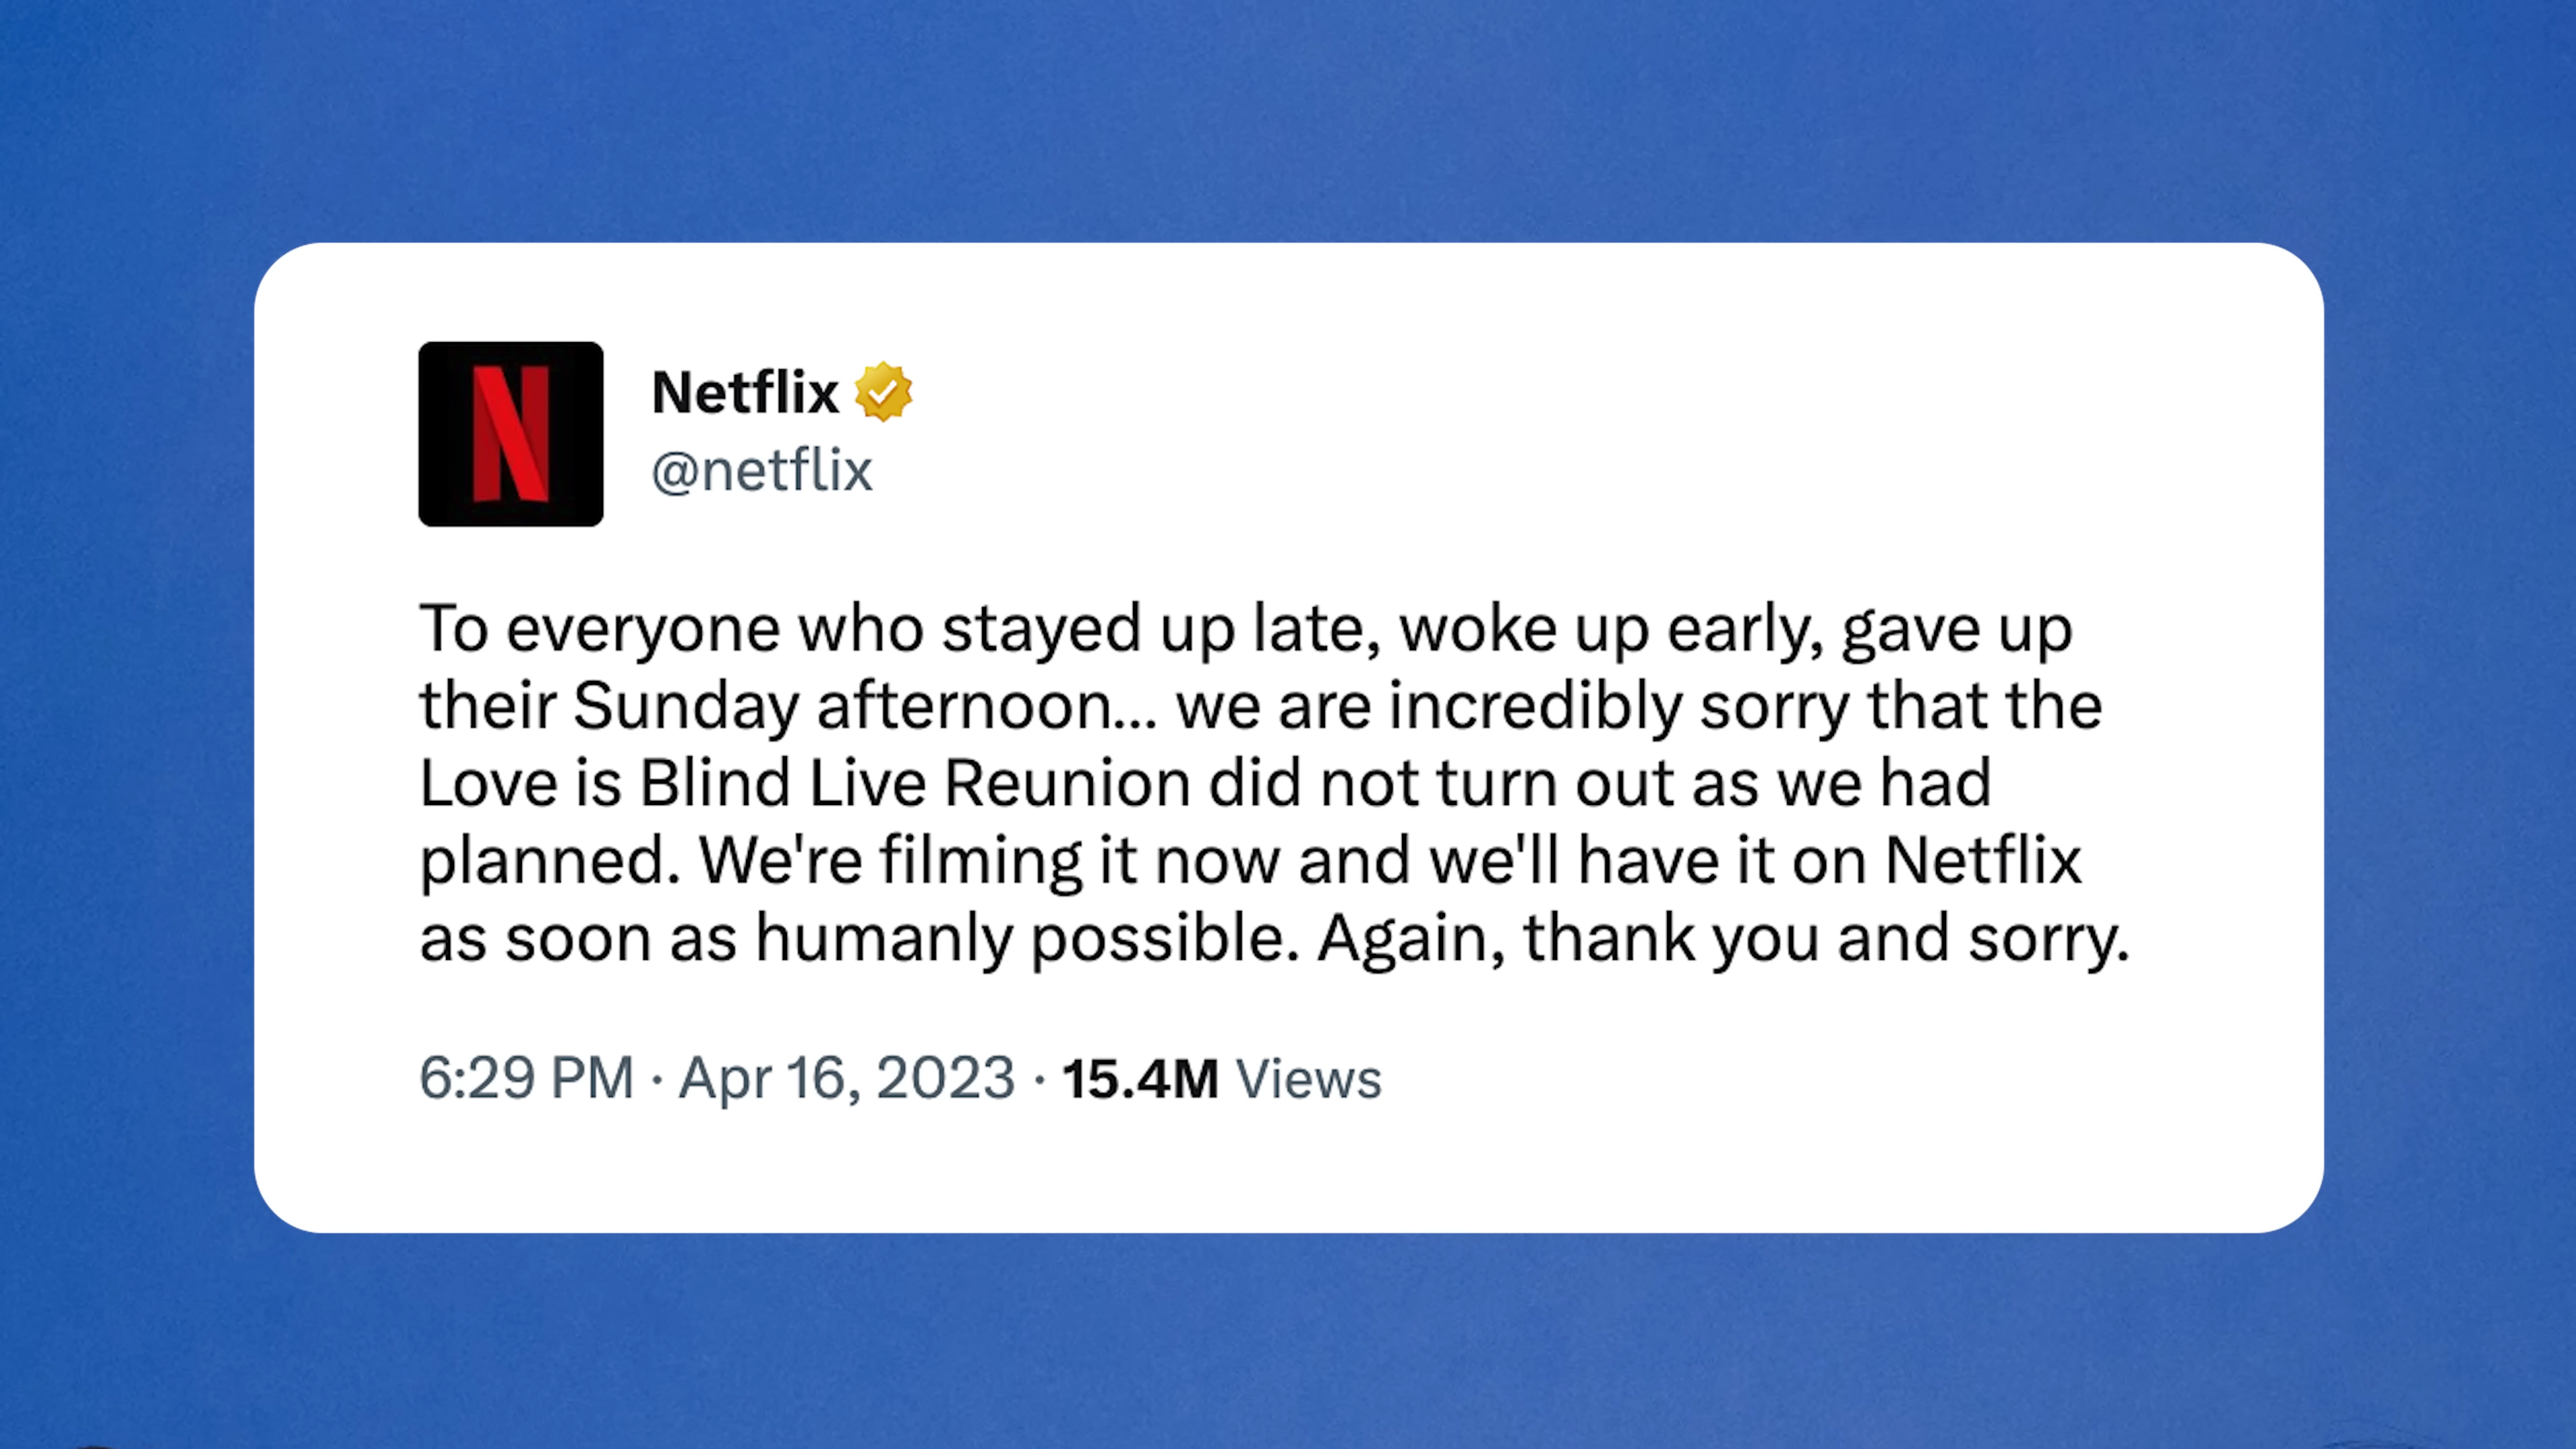 N
Netflix
@netflix
To everyone who stayed up late, woke up early, gave up
their Sunday afternoon... we are incredibly sorry that the
Love is Blind Live Reunion did not turn out as we had
planned. We're filming it now and we'll have it on Netflix
as soon as humanly possible. Again, thank you and sorry.
6:29 PM · Apr 16, 2023 · 15.4M Views